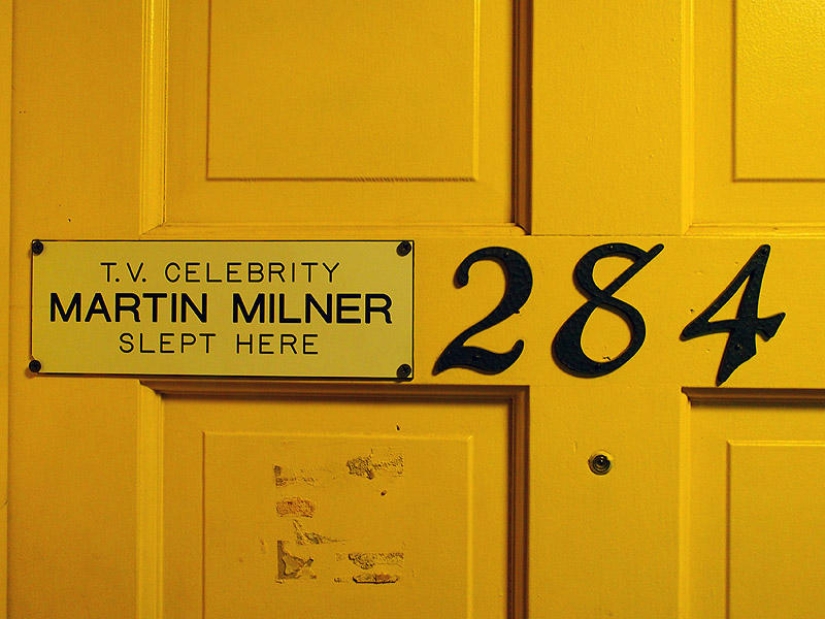 T.V. CELEBRITY
MARTIN MILNER
SLEPT HERE
284